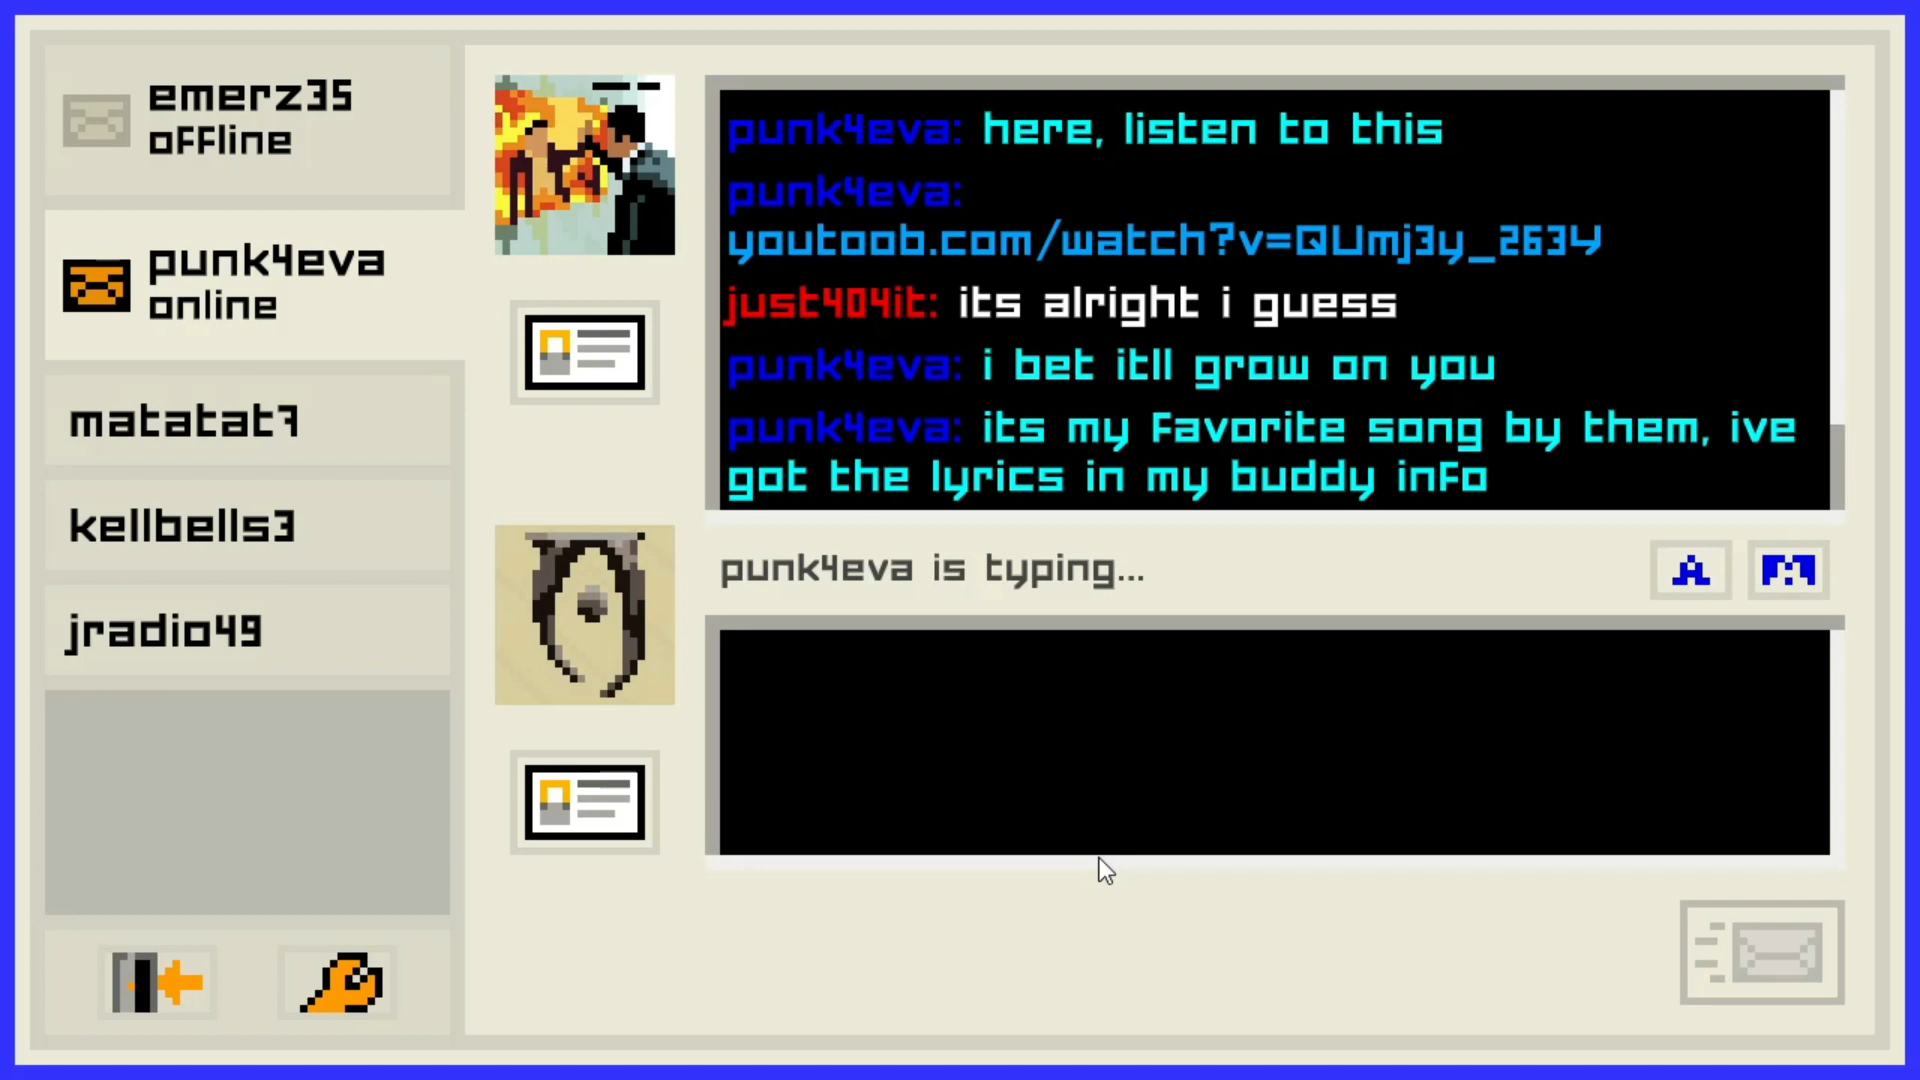 emerz35
offline
punk4eva
online
matatat7
kellbells3
jradio49
punk4eva: here, listen to this
punk4eva:
youtoob.com/watch?v=QUmj3y_2634
just404it: its alright i guess
punk4eva: i bet itll grow on you
punk4eva: its my favorite song by them, ive
got the lyrics in my buddy info
punk4eva is typing...
A